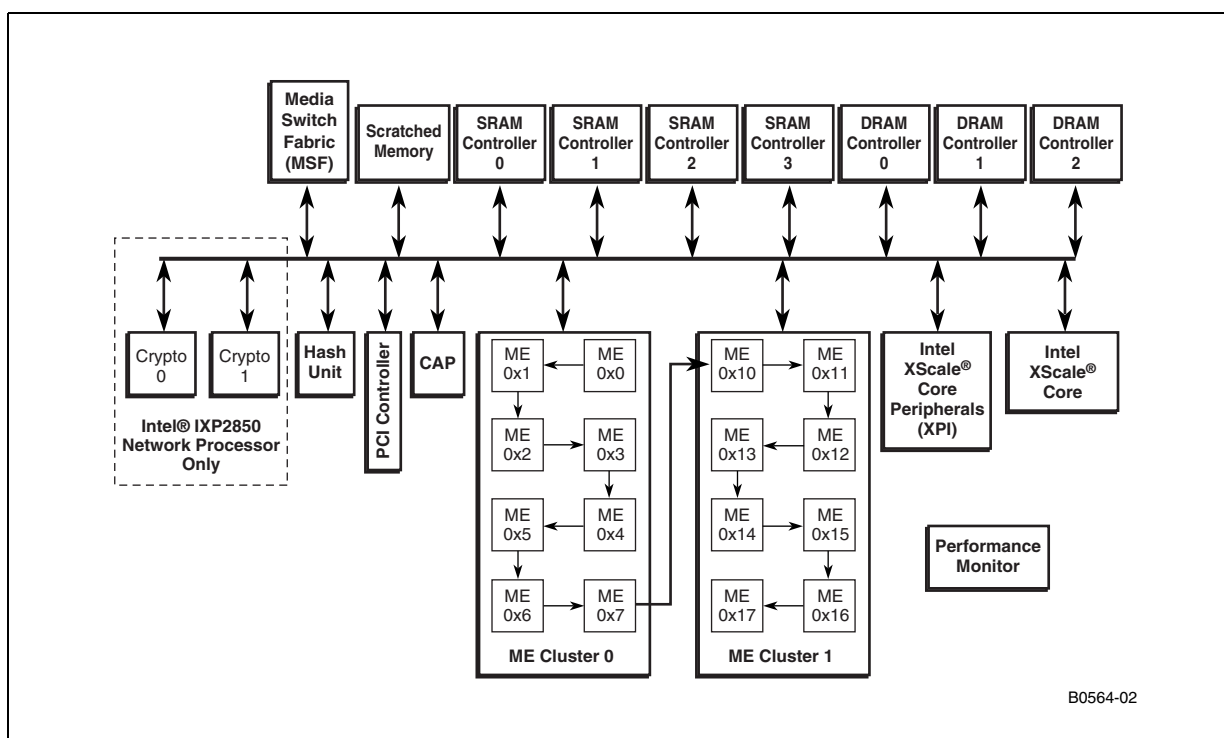 Media
Switch
Fabric
(MSF)
Scratched
Memory
SRAM
Controller
0
SRAM
Controller
1
SRAM
Controller
2
SRAM
Controller
3
DRAM
Controller
0
DRAM
Controller
1
DRAM
Controller
2
Crypto
0
Crypto
1
Intel® IXP2850
Network Processor
Only
Hash
Unit
PCI Controller
CAP
ME
0x1
ME
0x0
ME
0x2
ME
0x3
ME
0x5
ME
0x4
ME
0x6
ME
0x7
ME Cluster 0
ME
0x10
ME
0x11
ME
0x13
ME
0x12
ME
0x14
ME
0x15
ME
0x17
ME
0x16
ME Cluster 1
Intel
XScale®
Core
Peripherals
(XPI)
Intel
XScale®
Core
Performance
Monitor
B0564-02